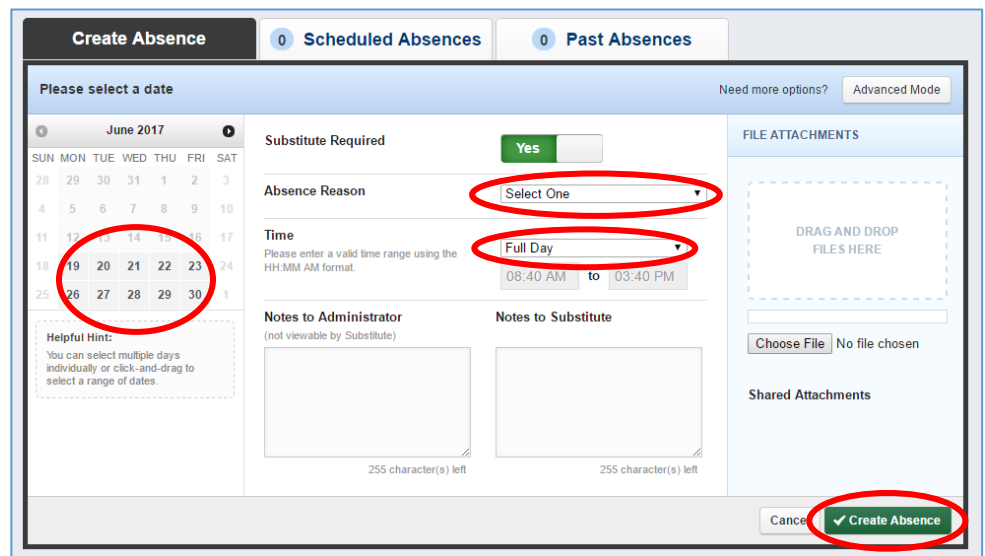 Create Absence
0 Scheduled Absences
0 Past Absences
Please select a date
Need more options? Advanced Mode
June 2017
SUN MON TUE WED THU FRI SAT
28 29 30 31 1 2 3
4 5 6 7 8 9 10
11 12 13 14 15 16 17
18 19 20 21 22 23 24
25 26 27 28 29 30 1
Helpful Hint:
You can select multiple days
individually or click-and-drag to
select a range of dates.
Substitute Required
Yes
Absence Reason
Select One
Time
Please enter a valid time range using the
HH:MM AM format.
Full Day
08:40 AM to 03:40 PM
Notes to Administrator
(not viewable by Substitute)
255 character(s) left
Notes to Substitute
255 character(s) left
FILE ATTACHMENTS
DRAG AND DROP
FILES HERE
Choose File No file chosen
Shared Attachments
Cancel
✔ Create Absence